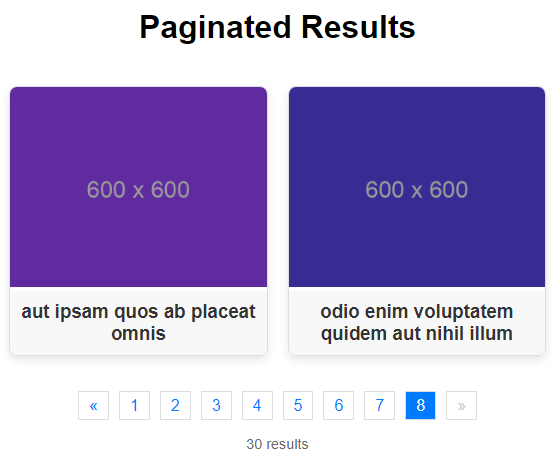 Paginated Results
600 x 600
600 x 600
aut ipsam quos ab placeat
omnis
odio enim voluptatem
quidem aut nihil illum
« 1 2 3 4 5 6 7 8 »
30 results